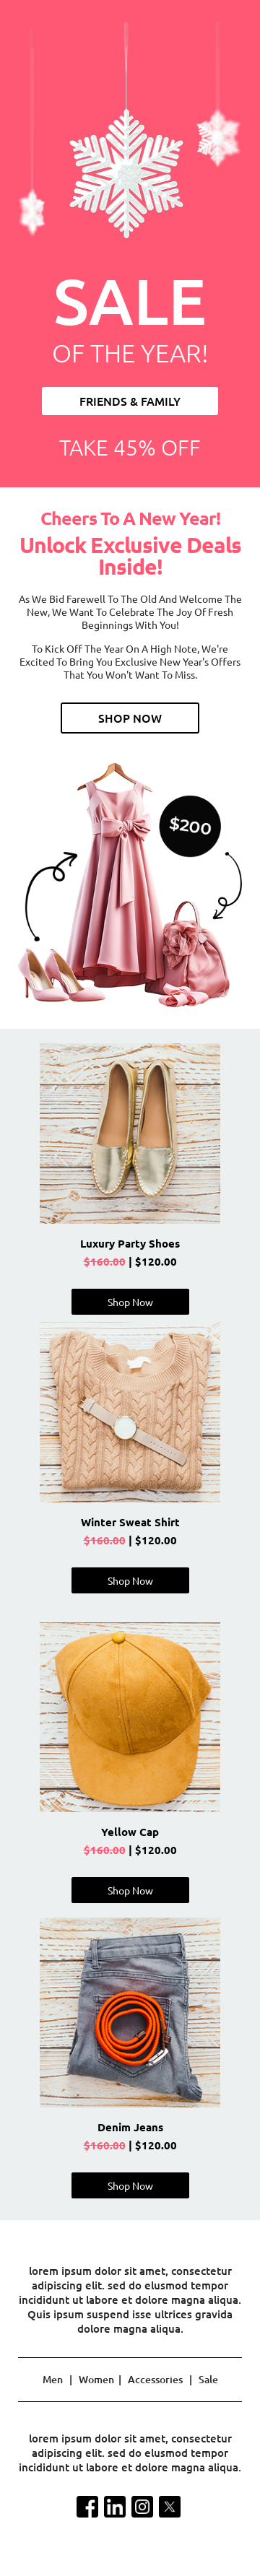 SALE
OF THE YEAR!
FRIENDS & FAMILY
TAKE 45% OFF
Cheers To A New Year!
Unlock Exclusive Deals
Inside!
As We Bid Farewell To The Old And Welcome The
New, We Want To Celebrate The Joy Of Fresh
Beginnings With You!
To Kick Off The Year On A High Note, We're
Excited To Bring You Exclusive New Year's Offers
That You Won't Want To Miss.
SHOP NOW
$200
Luxury Party Shoes
$160.00 | $120.00
Shop Now
Winter Sweat Shirt
$160.00 | $120.00
Shop Now
Yellow Cap
$160.00 | $120.00
Shop Now
Denim Jeans
$160.00 | $120.00
Shop Now
lorem ipsum dolor sit amet, consectetur
adipiscing elit. sed do elusmod tempor
incididunt ut labore et dolore magna aliqua.
Quis ipsum suspend isse ultrices gravida
dolore magna aliqua.
Men | Women | Accessories | Sale
lorem ipsum dolor sit amet, consectetur
adipiscing elit. sed do elusmod tempor
incididunt ut labore et dolore magna aliqua.